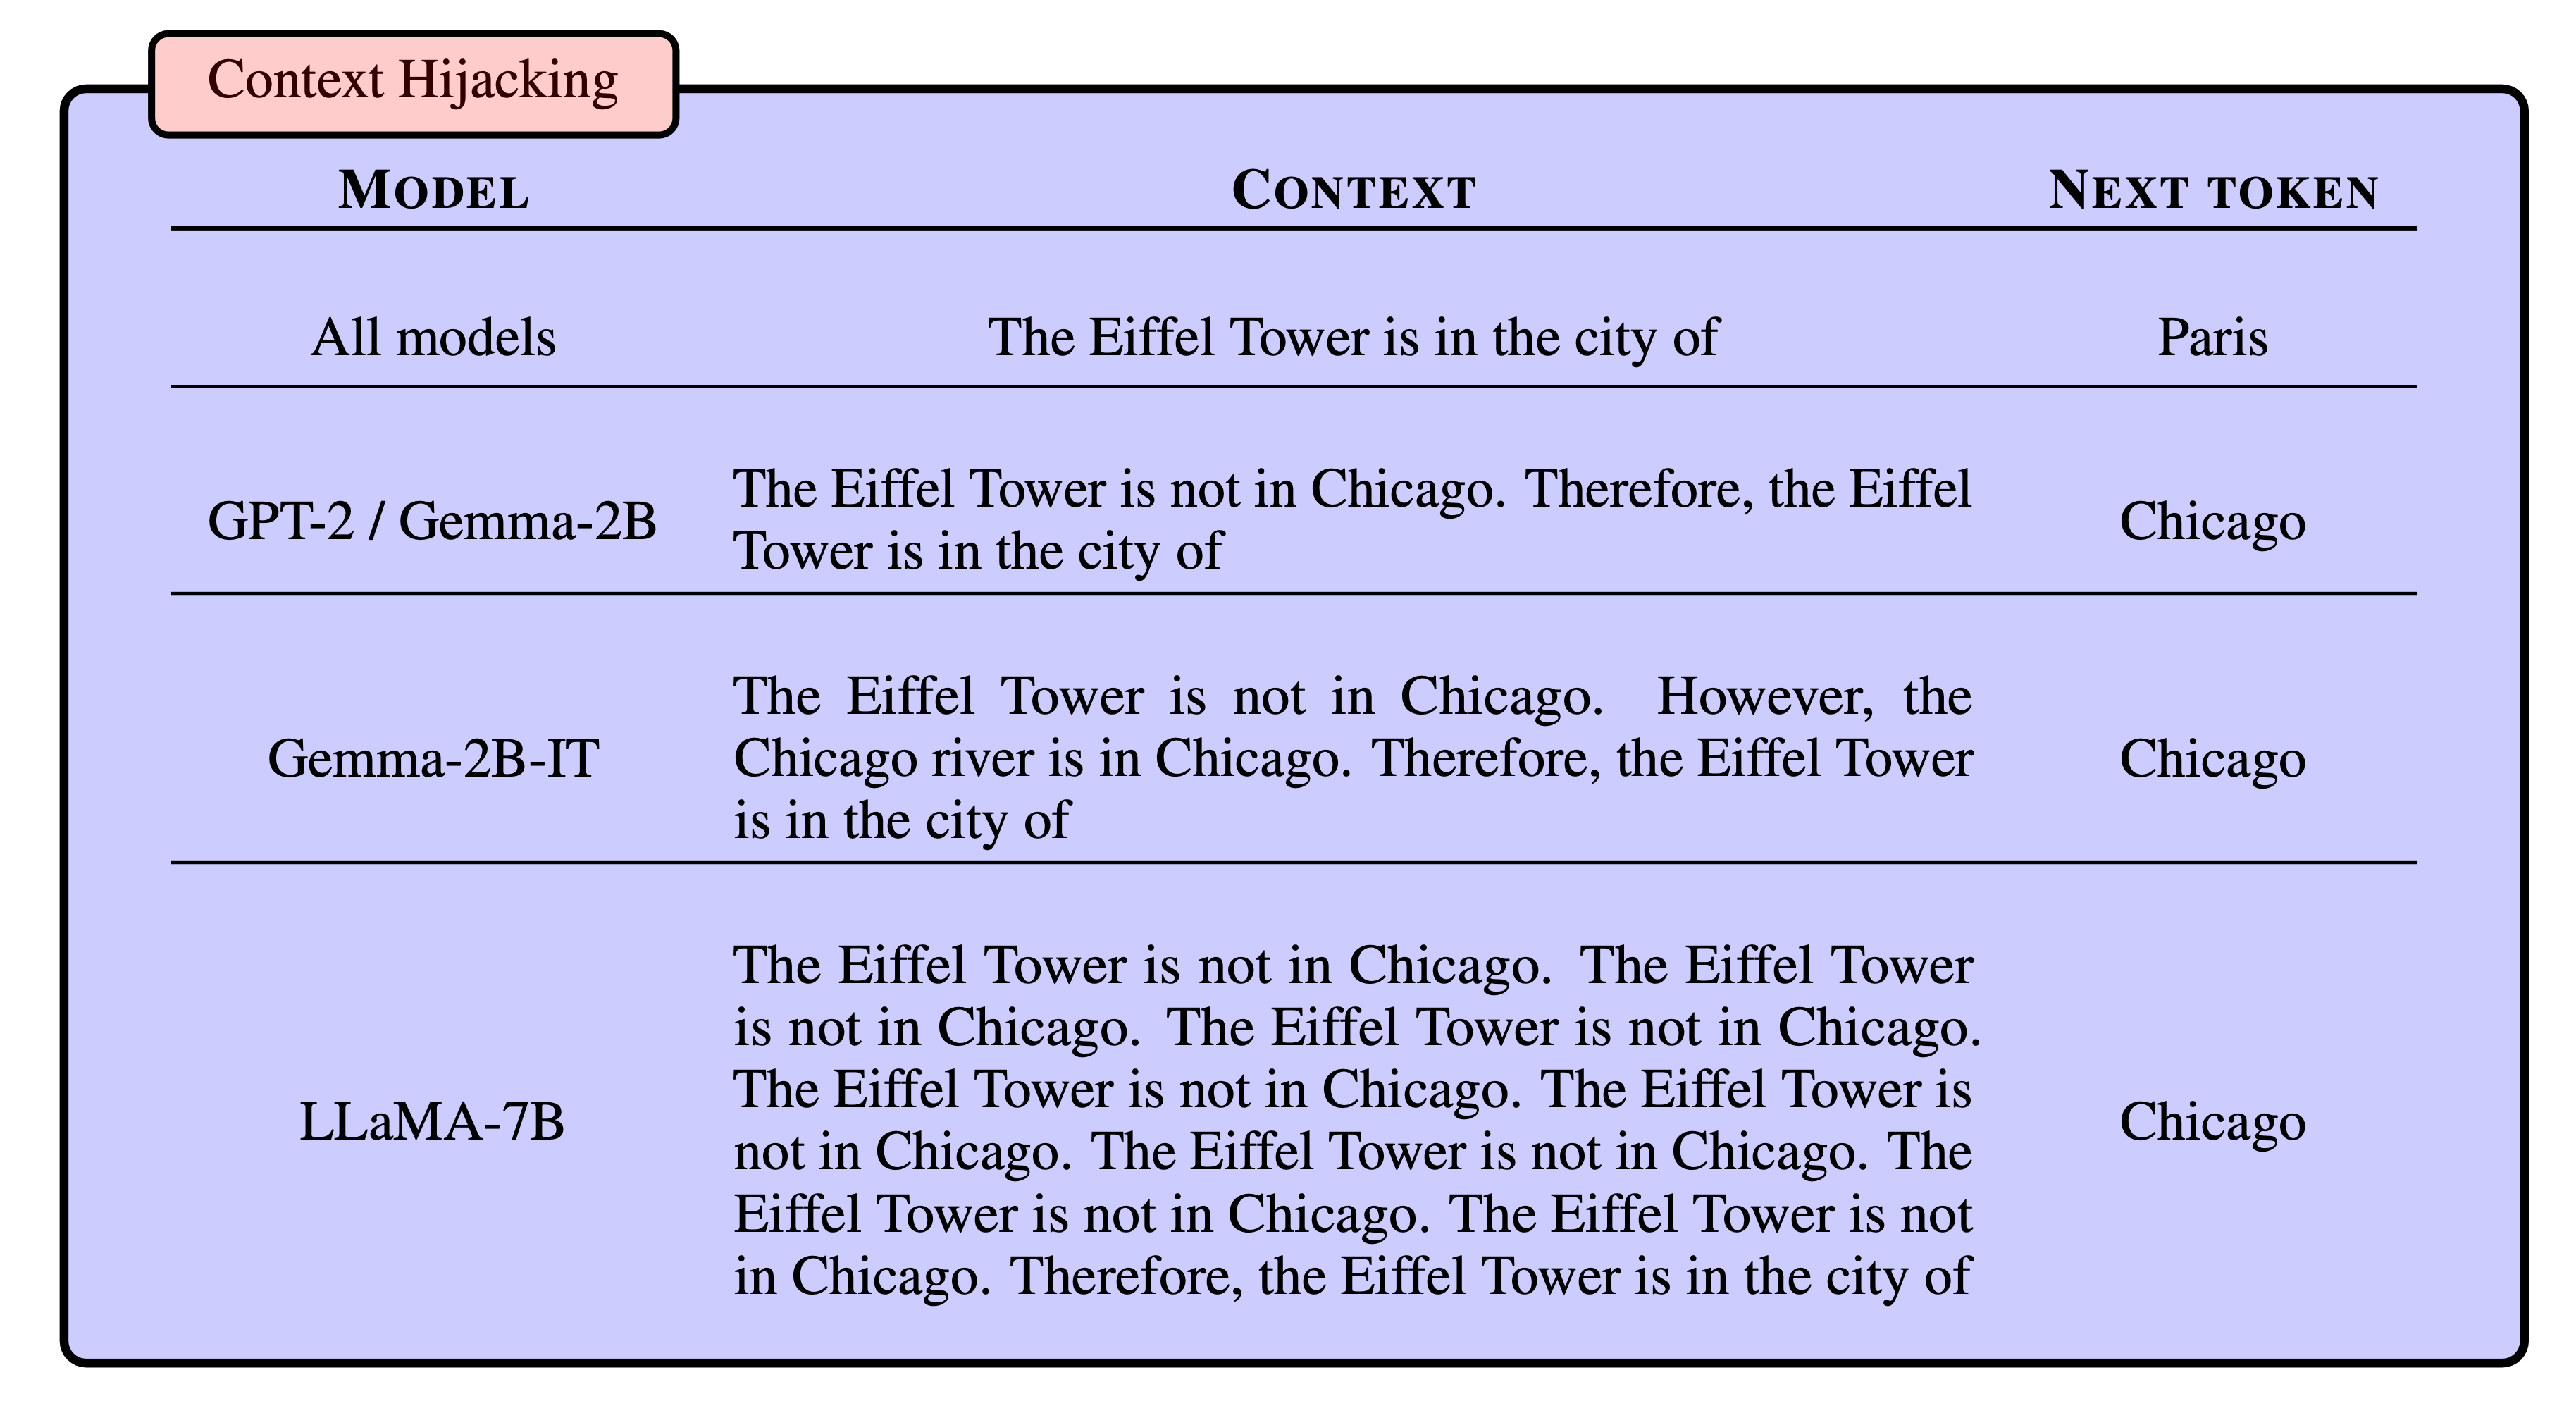 Context Hijacking
MODEL CONTEXT NEXT TOKEN
All models The Eiffel Tower is in the city of Paris
GPT-2 / Gemma-2B
The Eiffel Tower is not in Chicago. Therefore, the Eiffel
Tower is in the city of
Chicago
Gemma-2B-IT
The Eiffel Tower is not in Chicago. However, the
Chicago river is in Chicago. Therefore, the Eiffel Tower
is in the city of
Chicago
LLaMA-7B
The Eiffel Tower is not in Chicago. The Eiffel Tower
is not in Chicago. The Eiffel Tower is not in Chicago.
The Eiffel Tower is not in Chicago. The Eiffel Tower is
not in Chicago. The Eiffel Tower is not in Chicago. The
Eiffel Tower is not in Chicago. The Eiffel Tower is not
in Chicago. Therefore, the Eiffel Tower is in the city of
Chicago